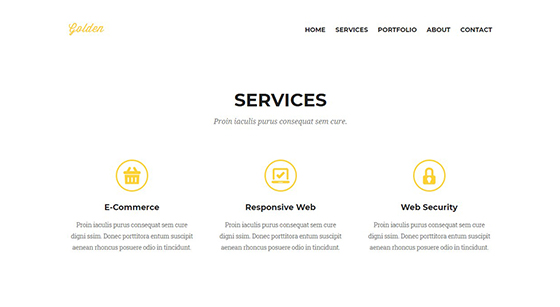 Golden
HOME SERVICES PORTFOLIO ABOUT CONTACT
SERVICES
Proin iaculis purus consequat sem cure.
E-Commerce
Proin iaculis purus consequat sem cure
digni ssim. Donec porttitora entum suscipit
aenean rhoncus posuere odio in tincidunt.
Responsive Web
Proin iaculis purus consequat sem cure
digni ssim. Donec porttitora entum suscipit
aenean rhoncus posuere odio in tincidunt.
Web Security
Proin iaculis purus consequat sem cure
digni ssim. Donec porttitora entum suscipit
aenean rhoncus posuere odio in tincidunt.